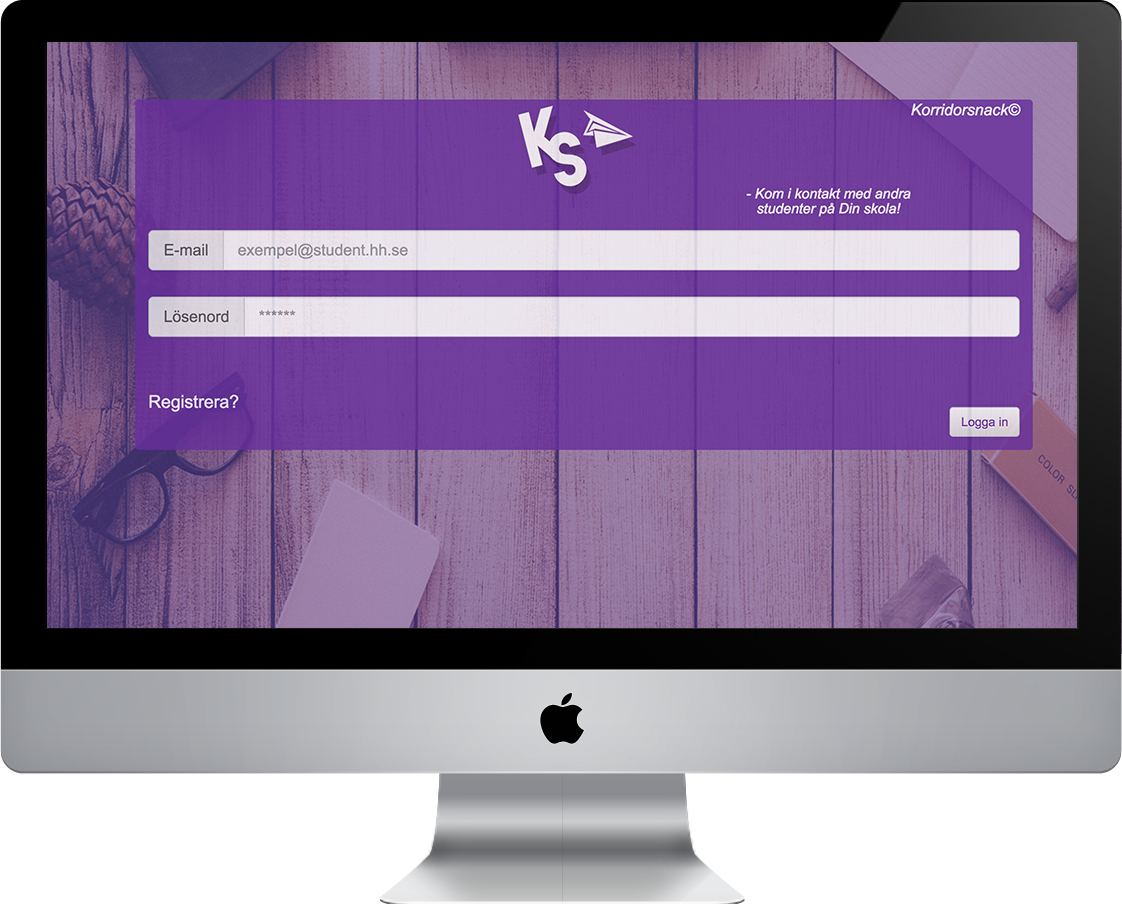 Korridorsnack©
KS
- Kom i kontakt med andra
studenter på Din skola!
E-mail exempel@student.hh.se
Lösenord ******
Registrera?
Logga in
COLOR